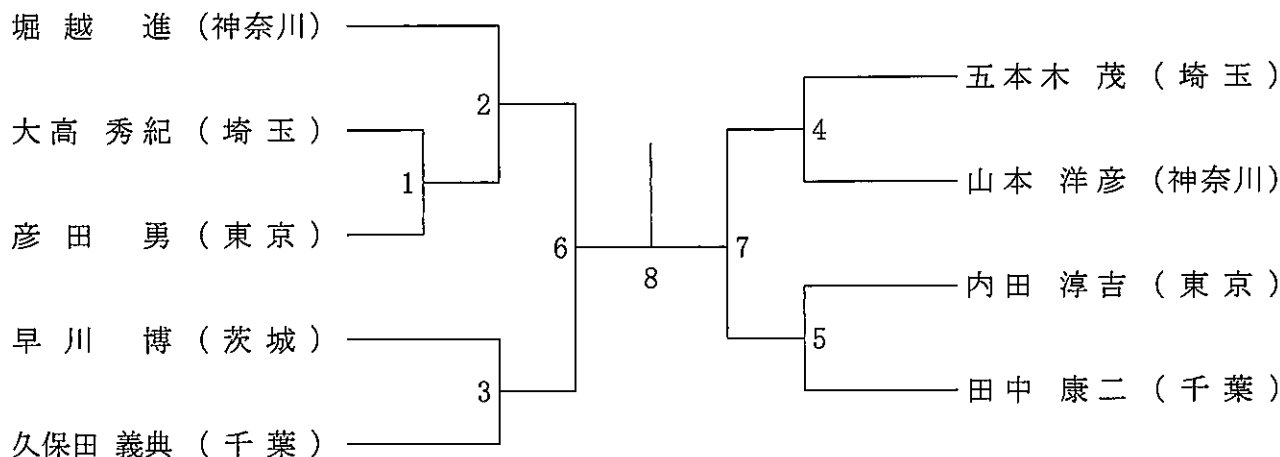 堀越 進 (神奈川)
大高 秀紀 (埼玉)
彦田 勇 (東京)
早川 博 (茨城)
久保田 義典 (千葉)
1
2
3
6
8
7
4
5
五本木 茂 (埼玉)
山本 洋彦 (神奈川)
内田 淳吉 (東京)
田中 康二 (千葉)